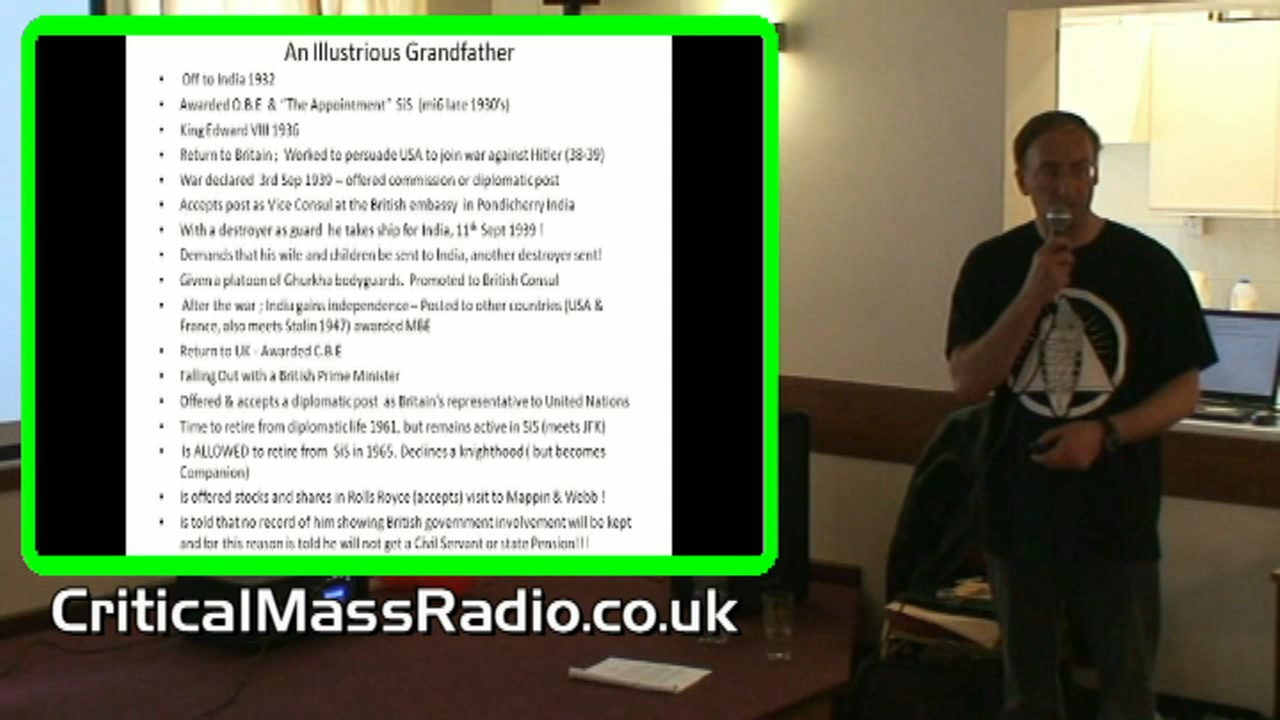 An Illustrious Grandfather
• Off to India 1932
• Awarded O.B.E & "The Appointment" SiS (mi6 late 1930's)
• King Edward VIII 1936
• Return to Britain ; Worked to persuade USA to join war against Hitler (38-39)
• War declared 3rd Sep 1939 – offered commission or diplomatic post
• Accepts post as Vice Consul at the British embassy in Pondicherry India
• With a destroyer as guard he takes ship for India, 11th Sept 1939 !
• Demands that his wife and children be sent to India, another destroyer sent!
• Given a platoon of Ghurkha bodyguards. Promoted to British Consul
• After the war ; India gains independence – Posted to other countries (USA &
France, also meets Stalin 1947) awarded MBE
• Return to UK - Awarded C.B.E
• Falling Out with a British Prime Minister
• Offered & accepts a diplomatic post as Britain's representative to United Nations
• Time to retire from diplomatic life 1961, but remains active in SiS (meets JFK)
• Is ALLOWED to retire from SiS in 1965. Declines a knighthood ( but becomes
Companion)
• Is offered stocks and shares in Rolls Royce (accepts) visit to Mappin & Webb !
• Is told that no record of him showing British government involvement will be kept
and for this reason is told he will not get a Civil Servant or state Pension!!!
CriticalMassRadio.co.uk